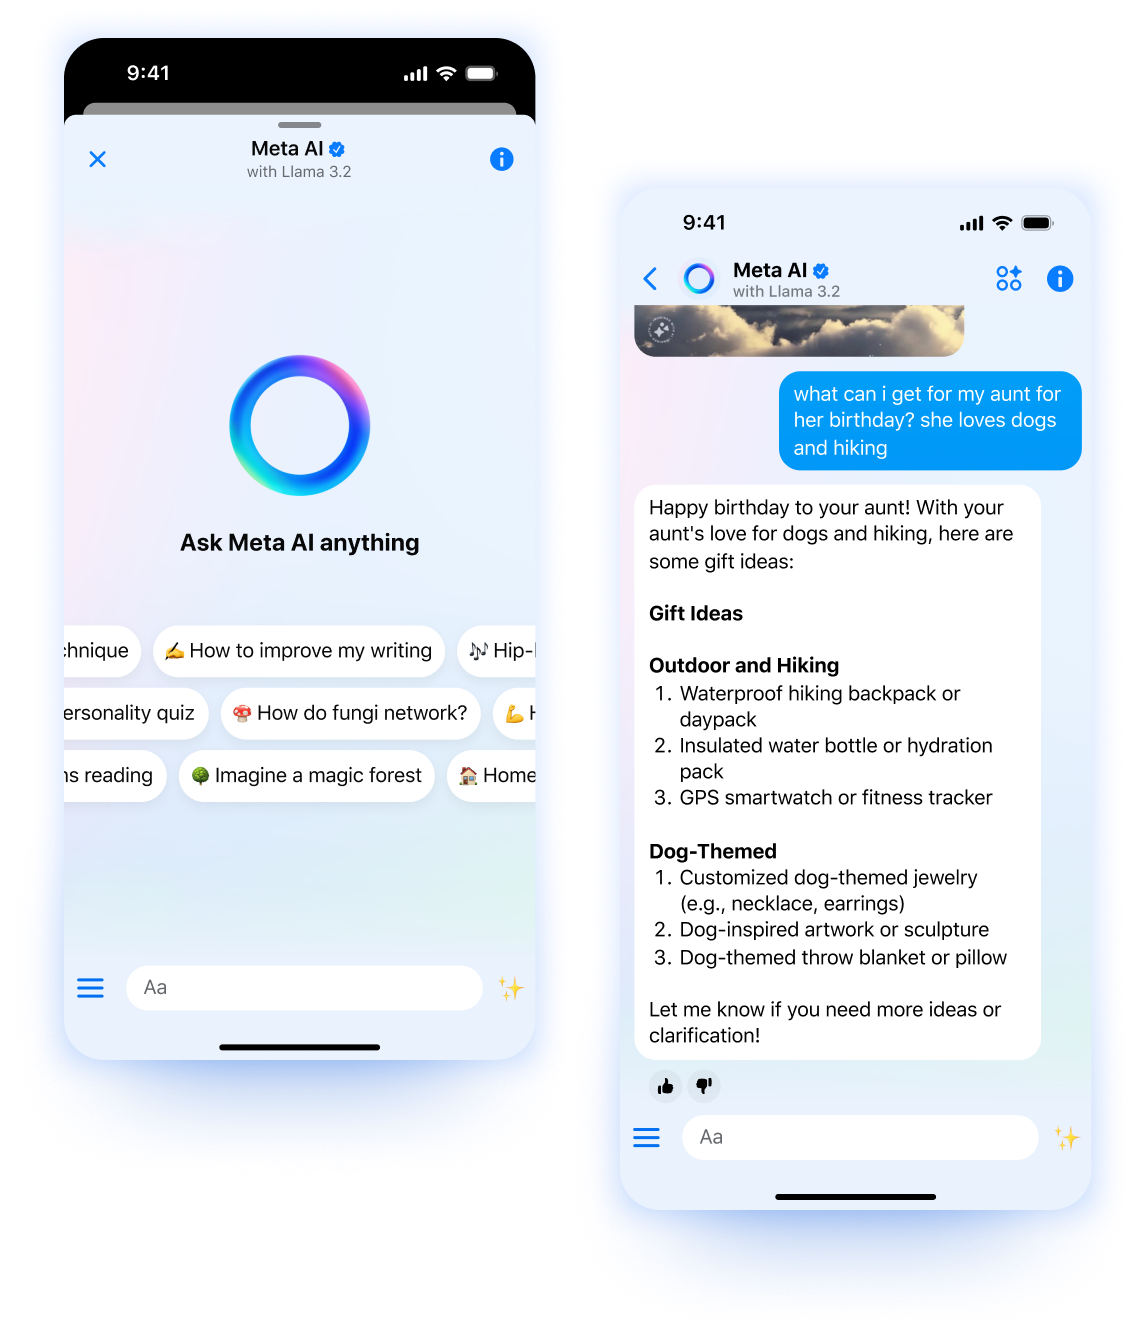 9:41
Meta AI
with Llama 3.2
Ask Meta AI anything
How to improve my writing
personality quiz
How do fungi network?
reading
Imagine a magic forest
Home
Aa
9:41
Meta AI
with Llama 3.2
what can i get for my aunt for
her birthday? she loves dogs
and hiking
Happy birthday to your aunt! With your
aunt's love for dogs and hiking, here are
some gift ideas:
Gift Ideas
Outdoor and Hiking
1. Waterproof hiking backpack or
daypack
2. Insulated water bottle or hydration
pack
3. GPS smartwatch or fitness tracker
Dog-Themed
1. Customized dog-themed jewelry
(e.g., necklace, earrings)
2. Dog-inspired artwork or sculpture
3. Dog-themed throw blanket or pillow
Let me know if you need more ideas or
clarification!
Aa